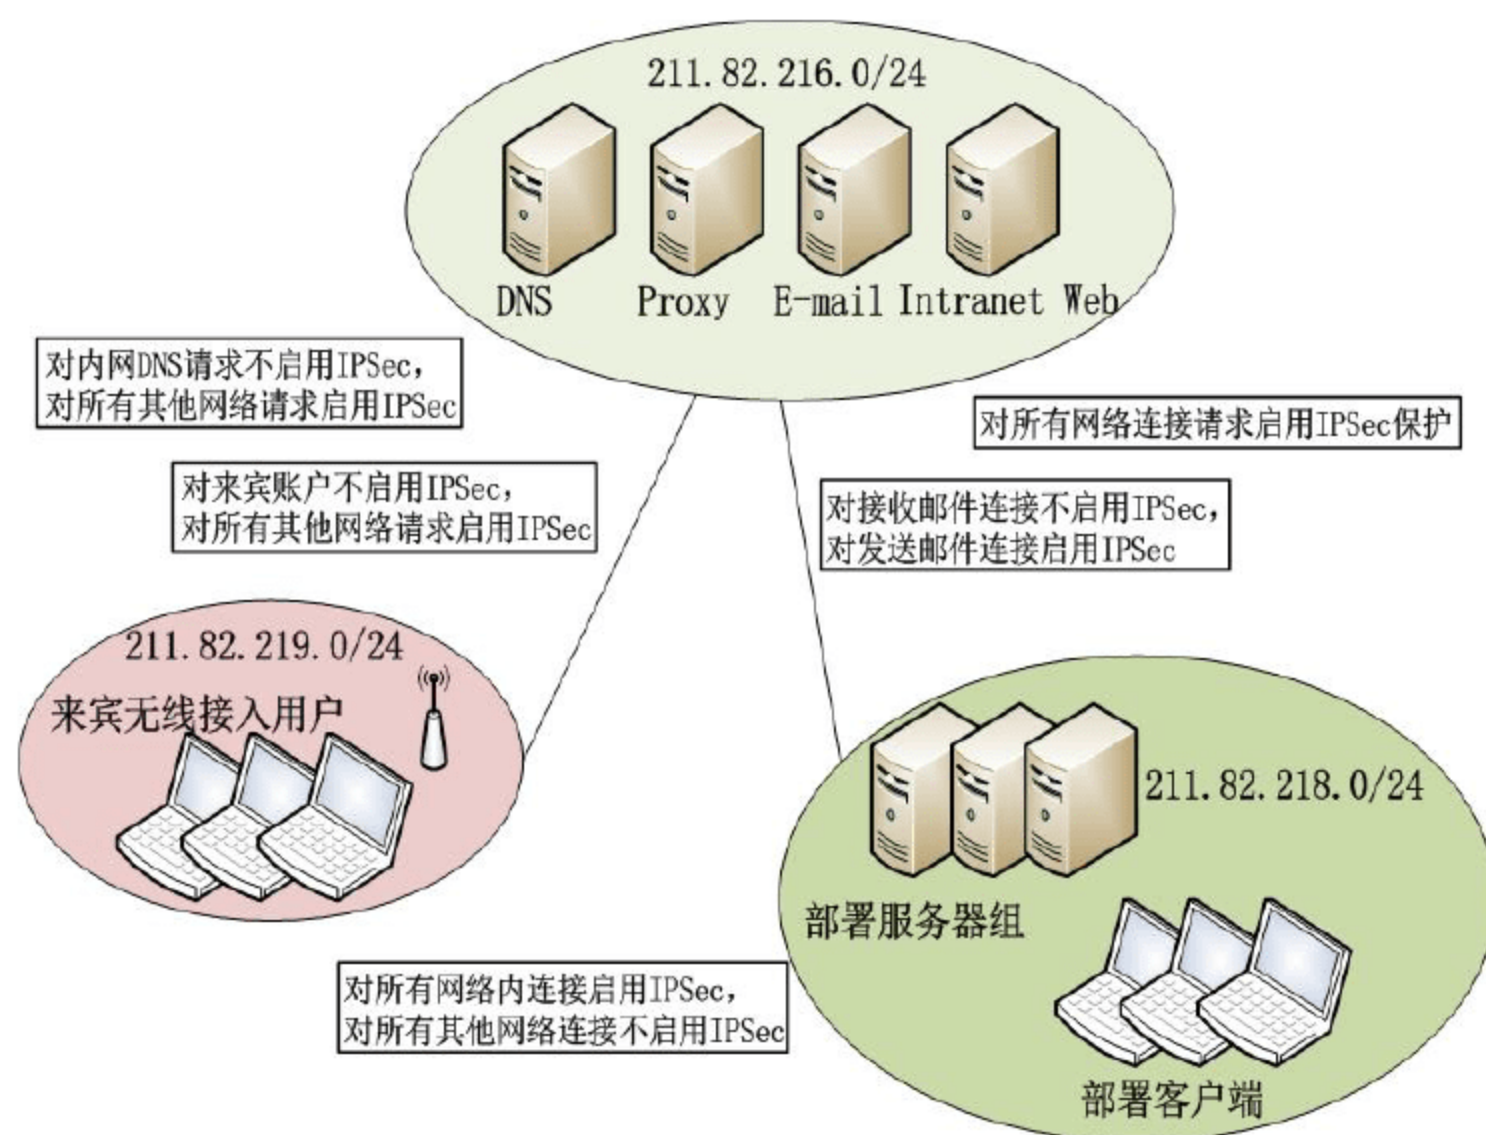 211.82.216.0/24
DNS
Proxy
E-mail
Intranet Web
对内网DNS请求不启用IPSec，
对所有其他网络请求启用IPSec
对所有网络连接请求启用IPSec保护
对来宾账户不启用IPSec，
对所有其他网络请求启用IPSec
对接收邮件连接不启用IPSec，
对发送邮件连接启用IPSec
211.82.219.0/24
来宾无线接入用户
211.82.218.0/24
部署服务器组
对所有网络内连接启用IPSec，
对所有其他网络连接不启用IPSec
部署客户端